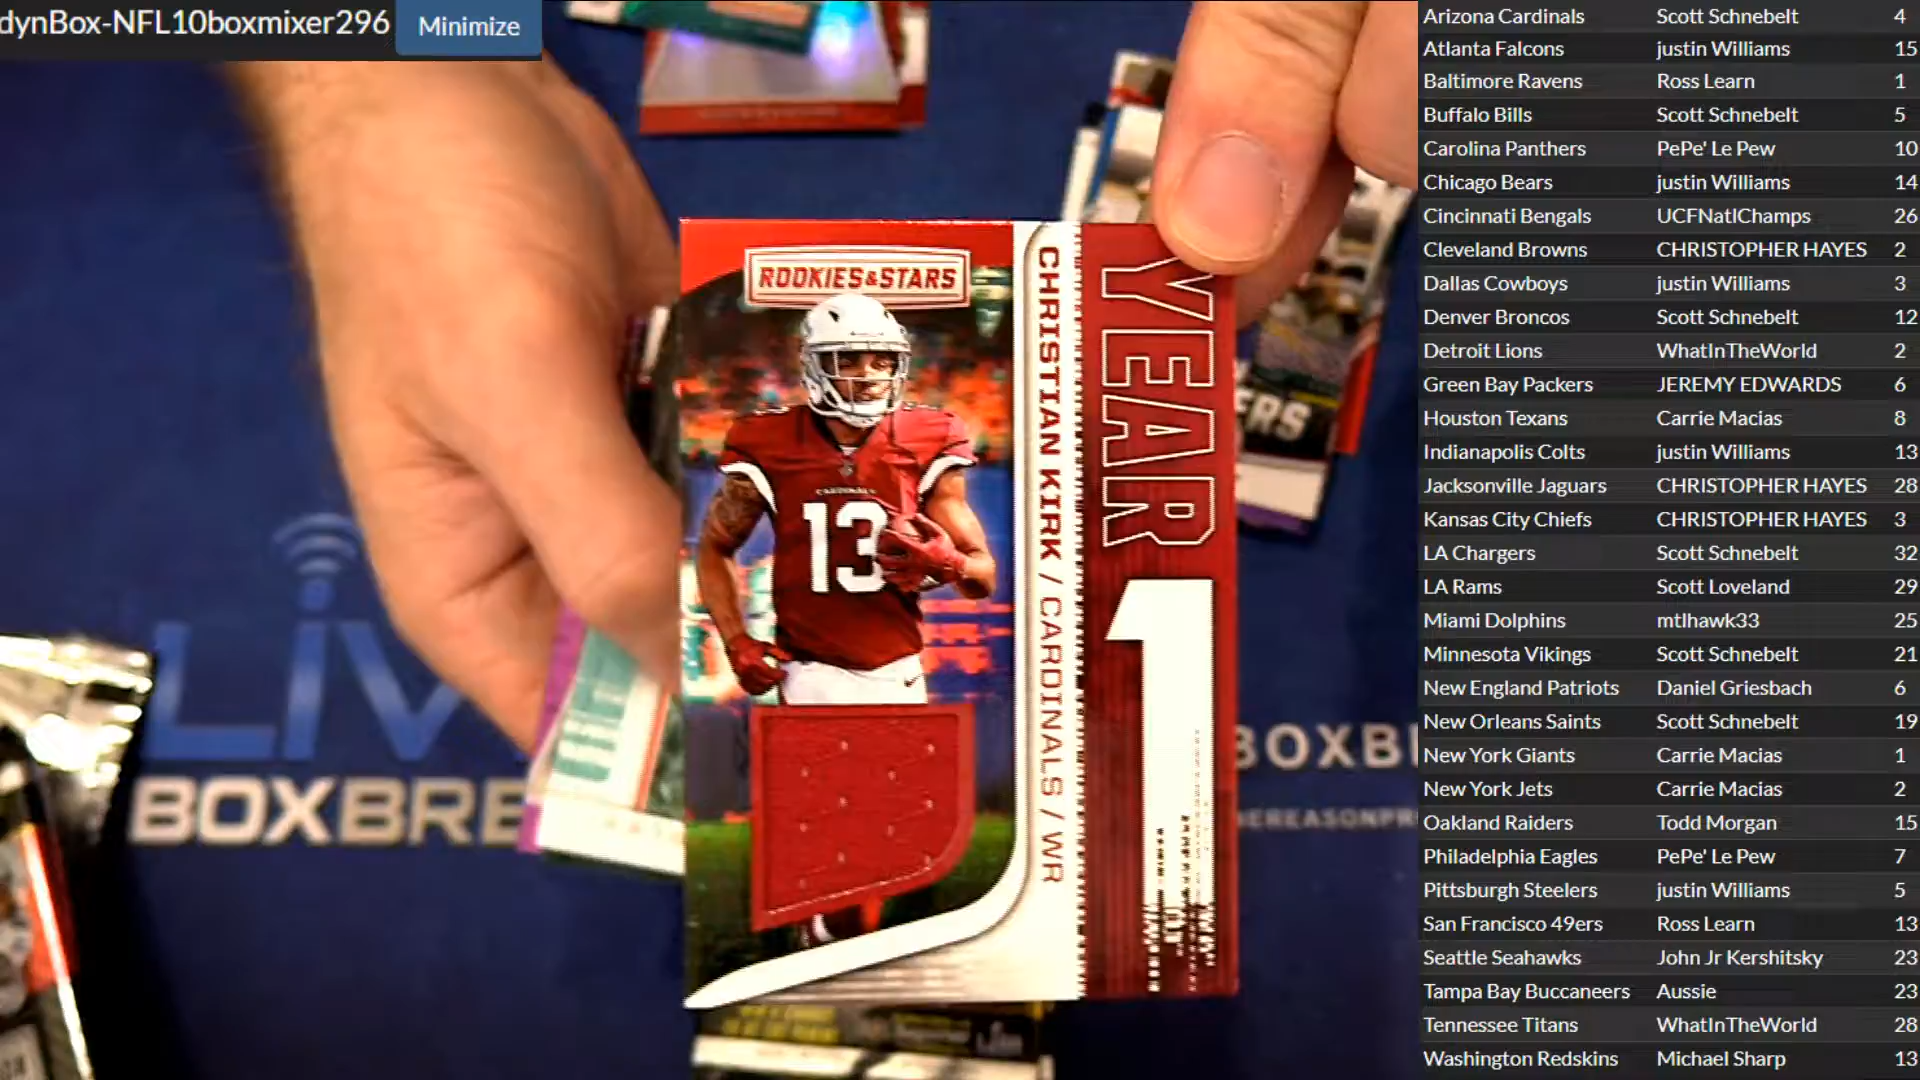 dynBox-NFL10boxmixer296
Minimize
ROOKIES & STARS
CHRISTIAN KIRK / CARDINALS / WR
YEAR 1
CARDINALS
13
LIV
BOXBRE
BOXB
ERS
EREASONPR
Arizona Cardinals Scott Schnebelt 4
Atlanta Falcons justin Williams 15
Baltimore Ravens Ross Learn 1
Buffalo Bills Scott Schnebelt 5
Carolina Panthers PePe' Le Pew 10
Chicago Bears justin Williams 14
Cincinnati Bengals UCFNatlChamps 26
Cleveland Browns CHRISTOPHER HAYES 2
Dallas Cowboys justin Williams 3
Denver Broncos Scott Schnebelt 12
Detroit Lions WhatInTheWorld 2
Green Bay Packers JEREMY EDWARDS 6
Houston Texans Carrie Macias 8
Indianapolis Colts justin Williams 13
Jacksonville Jaguars CHRISTOPHER HAYES 28
Kansas City Chiefs CHRISTOPHER HAYES 3
LA Chargers Scott Schnebelt 32
LA Rams Scott Loveland 29
Miami Dolphins mtlhawk33 25
Minnesota Vikings Scott Schnebelt 21
New England Patriots Daniel Griesbach 6
New Orleans Saints Scott Schnebelt 19
New York Giants Carrie Macias 1
New York Jets Carrie Macias 2
Oakland Raiders Todd Morgan 15
Philadelphia Eagles PePe' Le Pew 7
Pittsburgh Steelers justin Williams 5
San Francisco 49ers Ross Learn 13
Seattle Seahawks John Jr Kershitsky 23
Tampa Bay Buccaneers Aussie 23
Tennessee Titans WhatInTheWorld 28
Washington Redskins Michael Sharp 13